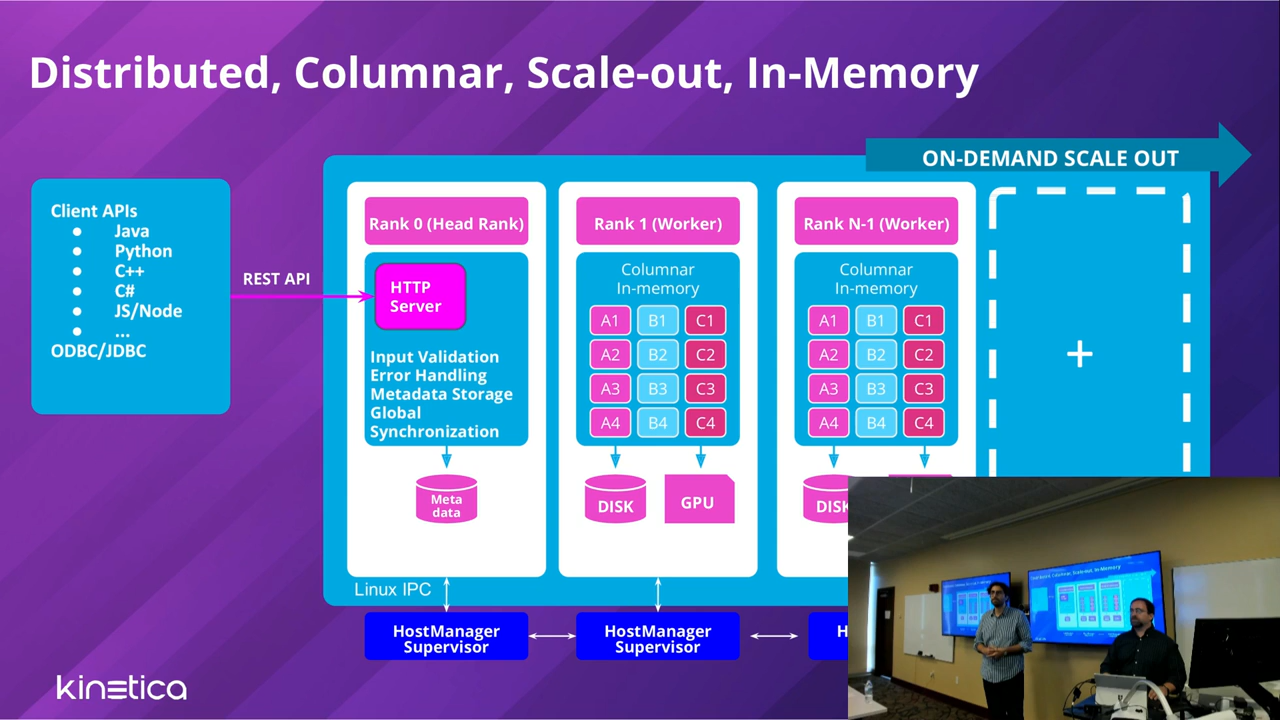 Distributed, Columnar, Scale-out, In-Memory
ON-DEMAND SCALE OUT
Client APIs
● Java
● Python
● C++
● C#
● JS/Node
● ...
ODBC/JDBC
REST API
Rank 0 (Head Rank)
HTTP
Server
Input Validation
Error Handling
Metadata Storage
Global
Synchronization
Meta
data
Rank 1 (Worker)
Columnar
In-memory
A1 B1 C1
A2 B2 C2
A3 B3 C3
A4 B4 C4
DISK GPU
Rank N-1 (Worker)
Columnar
In-memory
A1 B1 C1
A2 B2 C2
A3 B3 C3
A4 B4 C4
DISK
+
Linux IPC
HostManager
Supervisor
HostManager
Supervisor
H
kinetica